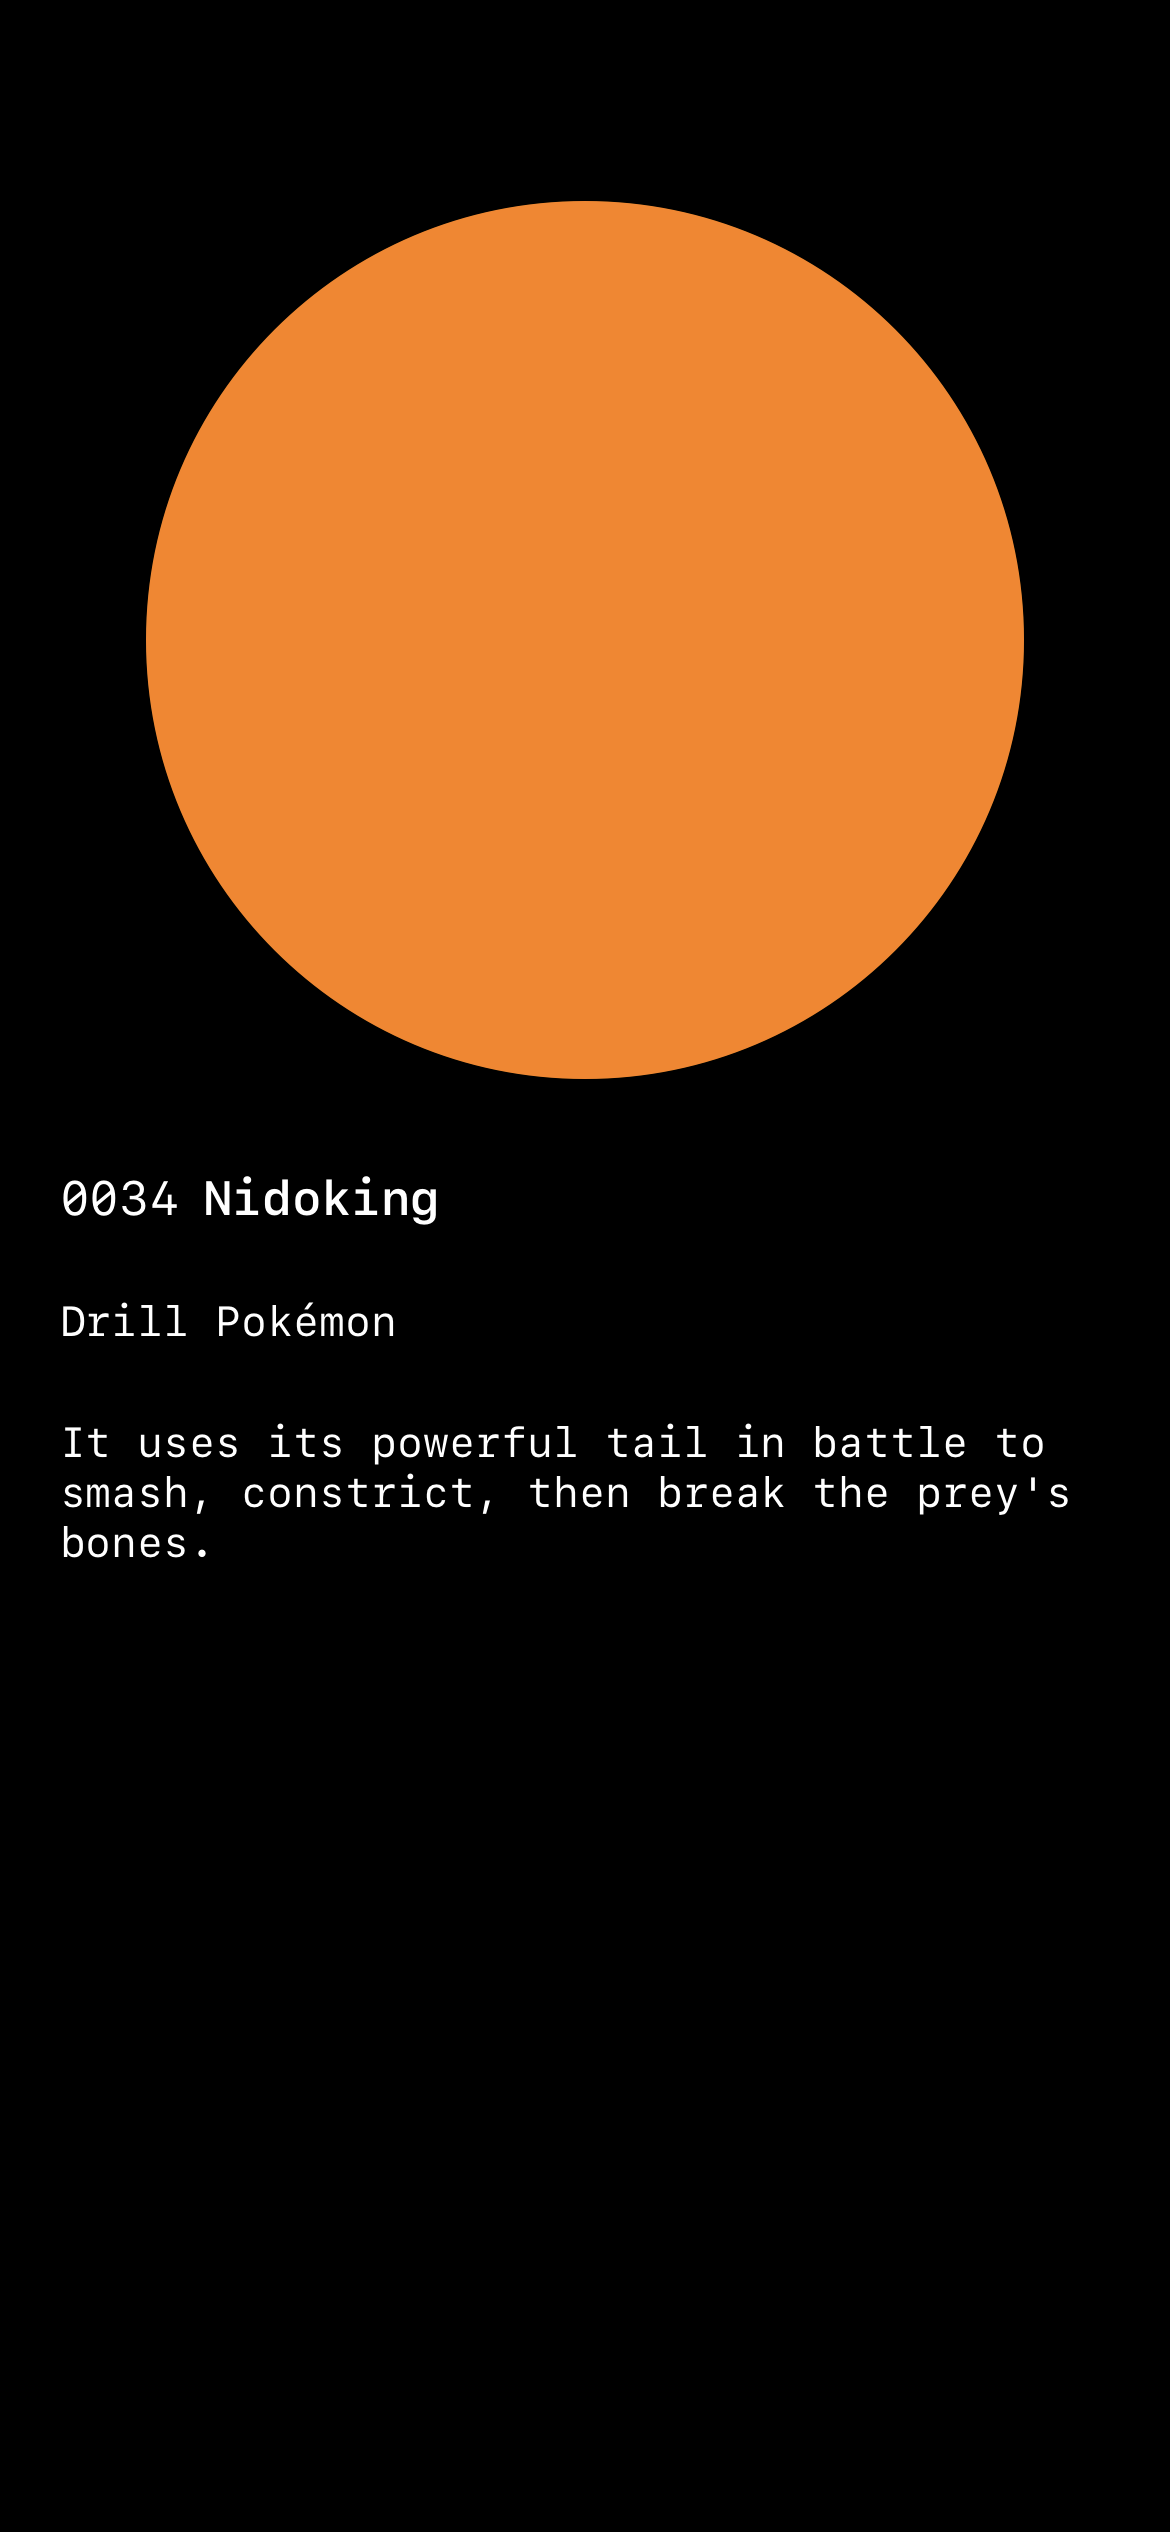 0034 Nidoking
Drill Pokémon
It uses its powerful tail in battle to
smash, constrict, then break the prey's
bones.